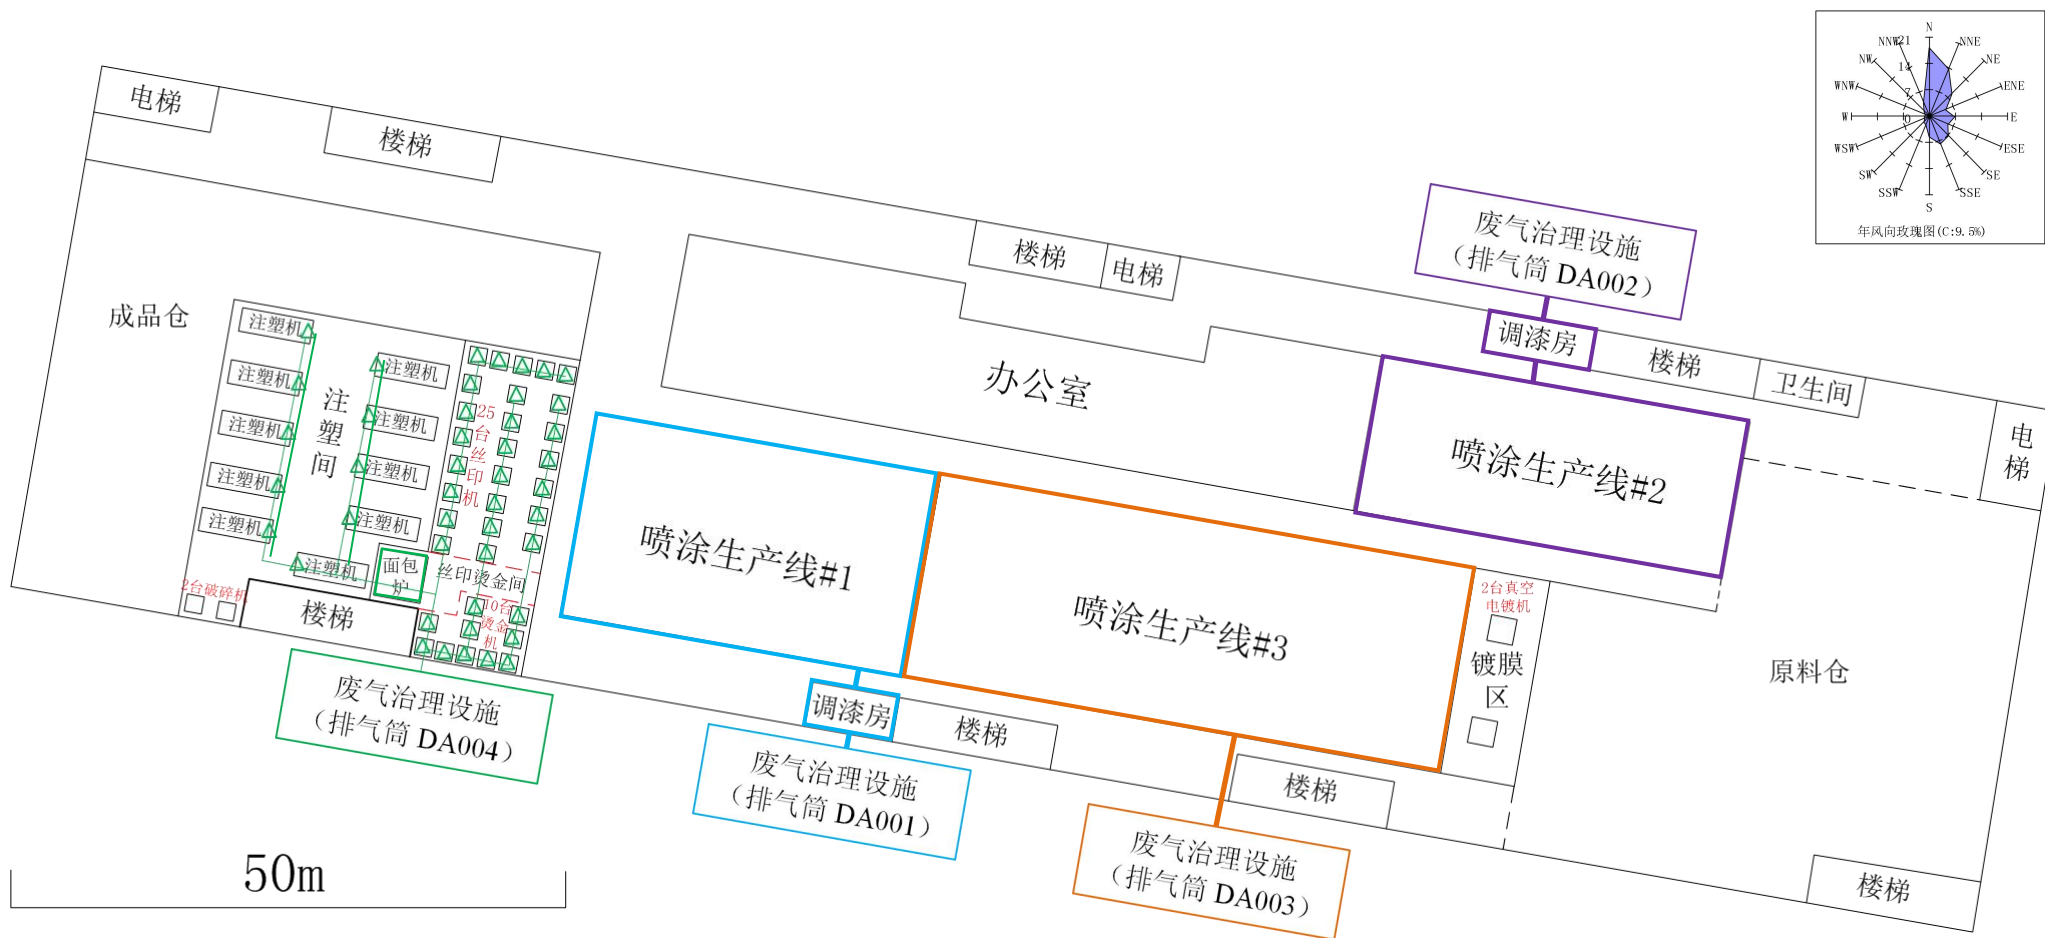 电梯
楼梯
成品仓
注塑机
注塑机
注塑机
注塑机
注塑机
注塑间
注塑机
注塑机
注塑机
注塑机
注塑机
25台丝印机
面包炉
丝印烫金间
10台烫金机
2台破碎机
楼梯
废气治理设施
（排气筒 DA004）
50m
办公室
楼梯
电梯
喷涂生产线#1
调漆房
楼梯
废气治理设施
（排气筒 DA001）
喷涂生产线#3
楼梯
废气治理设施
（排气筒 DA003）
废气治理设施
（排气筒 DA002）
调漆房
楼梯
卫生间
喷涂生产线#2
电梯
2台真空
电镀机
镀膜区
原料仓
楼梯
N
NNE
NE
ENE
E
ESE
SE
SSE
S
SSW
SW
WSW
W
WNW
NW
NNW
21
14
7
0
年风向玫瑰图(C:9.5%)